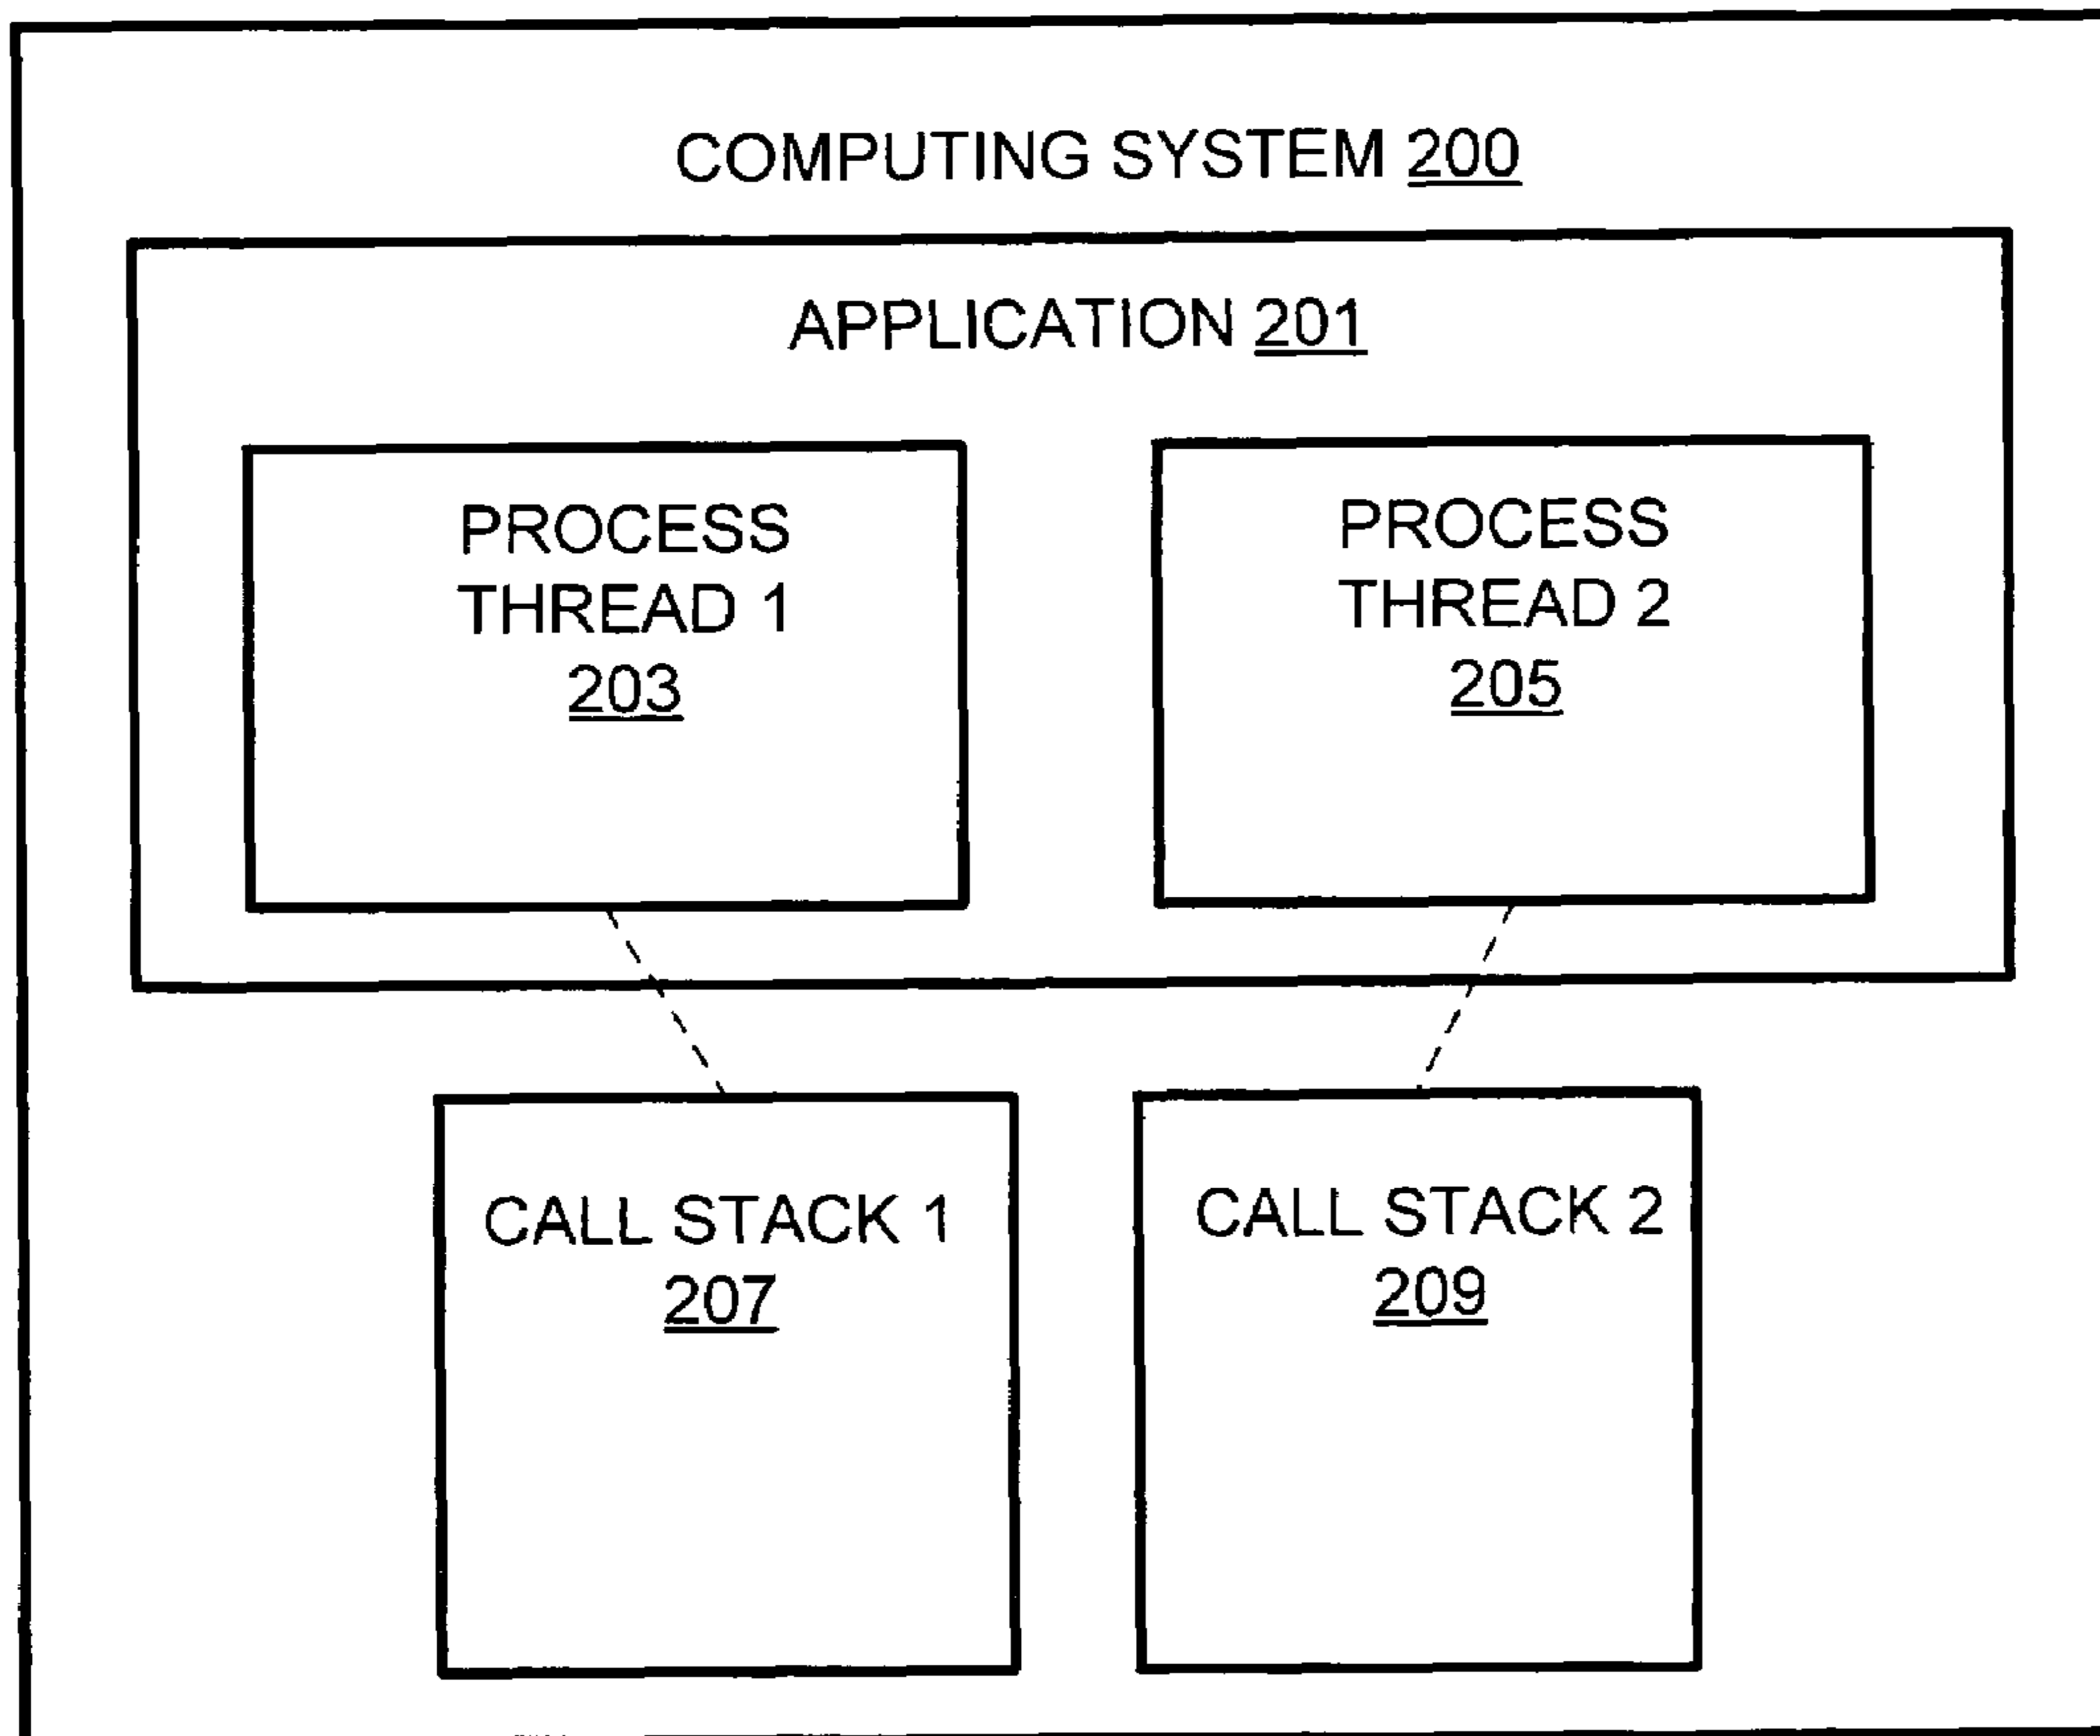 COMPUTING SYSTEM 200
APPLICATION 201
PROCESS
THREAD 1
203
PROCESS
THREAD 2
205
CALL STACK 1
207
CALL STACK 2
209